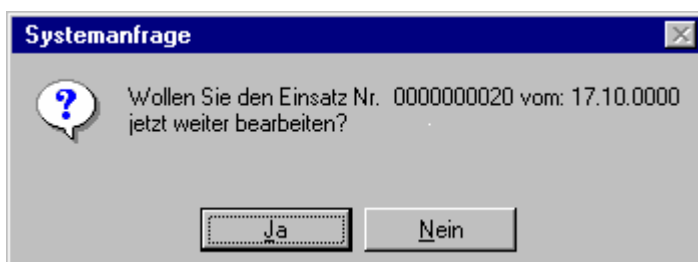 Systemanfrage
Wollen Sie den Einsatz Nr. 0000000020 vom: 17.10.0000
jetzt weiter bearbeiten?
Ja Nein